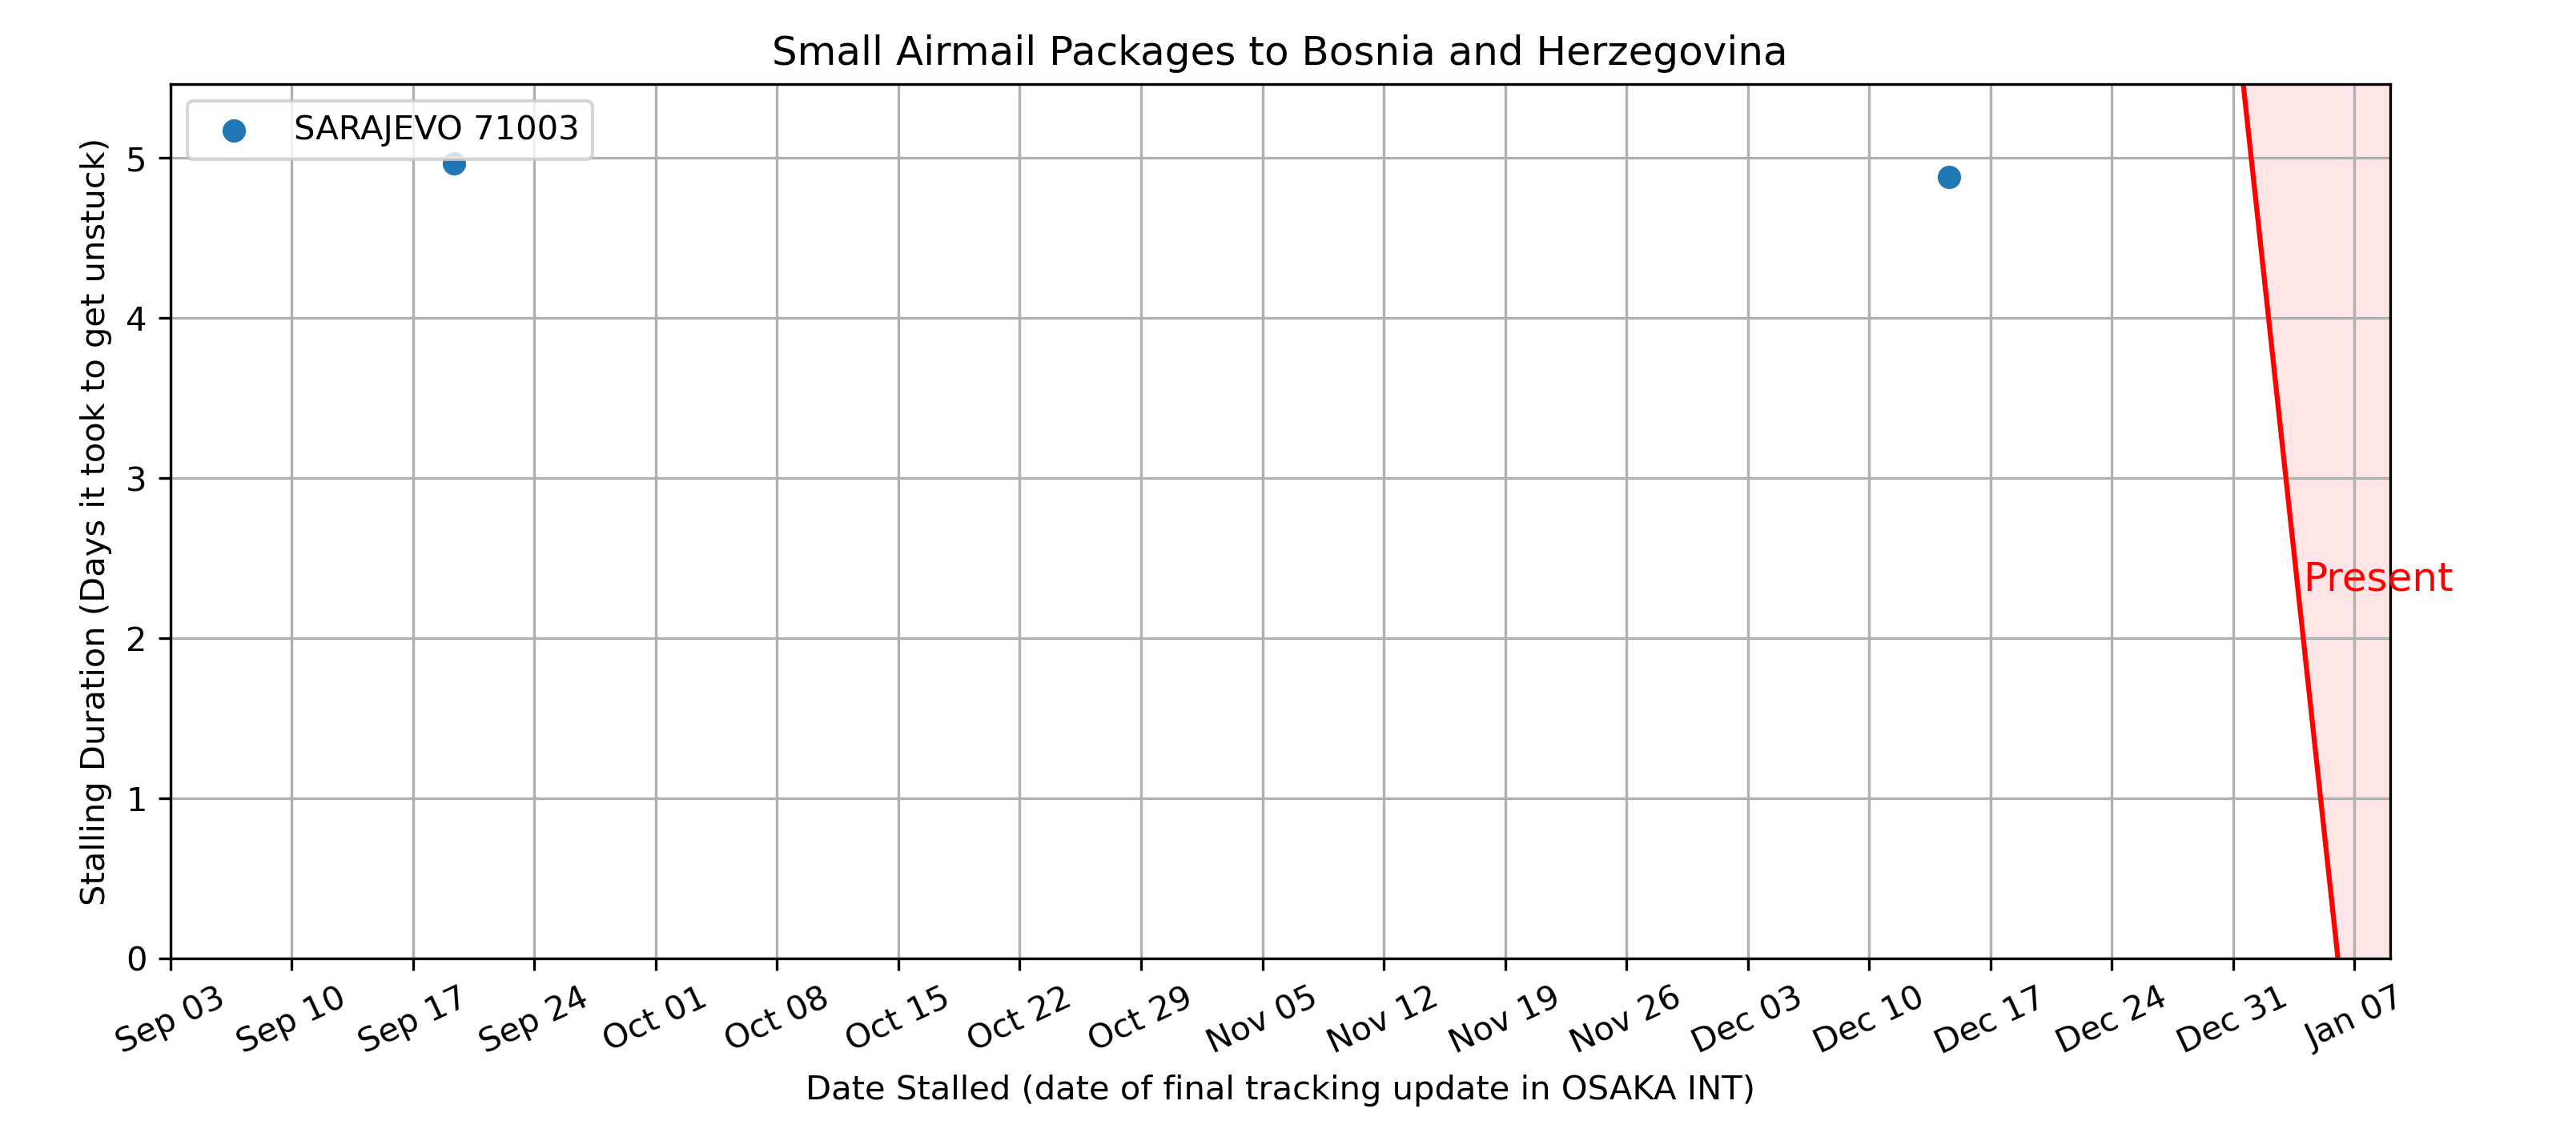 Small Airmail Packages to Bosnia and Herzegovina
SARAJEVO 71003
Stalling Duration (Days it took to get unstuck)
5
4
3
2
1
0
Present
Sep 03 Sep 10 Sep 17 Sep 24 Oct 01 Oct 08 Oct 15 Oct 22 Oct 29 Nov 05 Nov 12 Nov 19 Nov 26 Dec 03 Dec 10 Dec 17 Dec 24 Dec 31 Jan 07
Date Stalled (date of final tracking update in OSAKA INT)